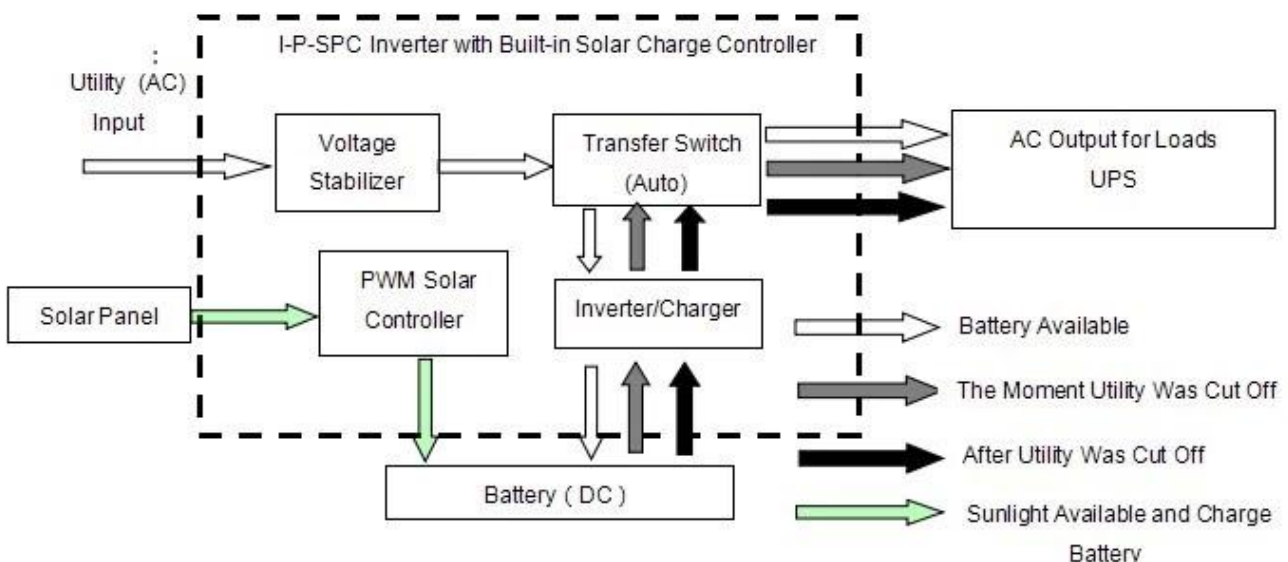 I-P-SPC Inverter with Built-in Solar Charge Controller
:
Utility (AC)
Input
Voltage
Stabilizer
Transfer Switch
(Auto)
AC Output for Loads
UPS
Solar Panel
PWM Solar
Controller
Inverter/Charger
Battery ( DC )
Battery Available
The Moment Utility Was Cut Off
After Utility Was Cut Off
Sunlight Available and Charge
Battery